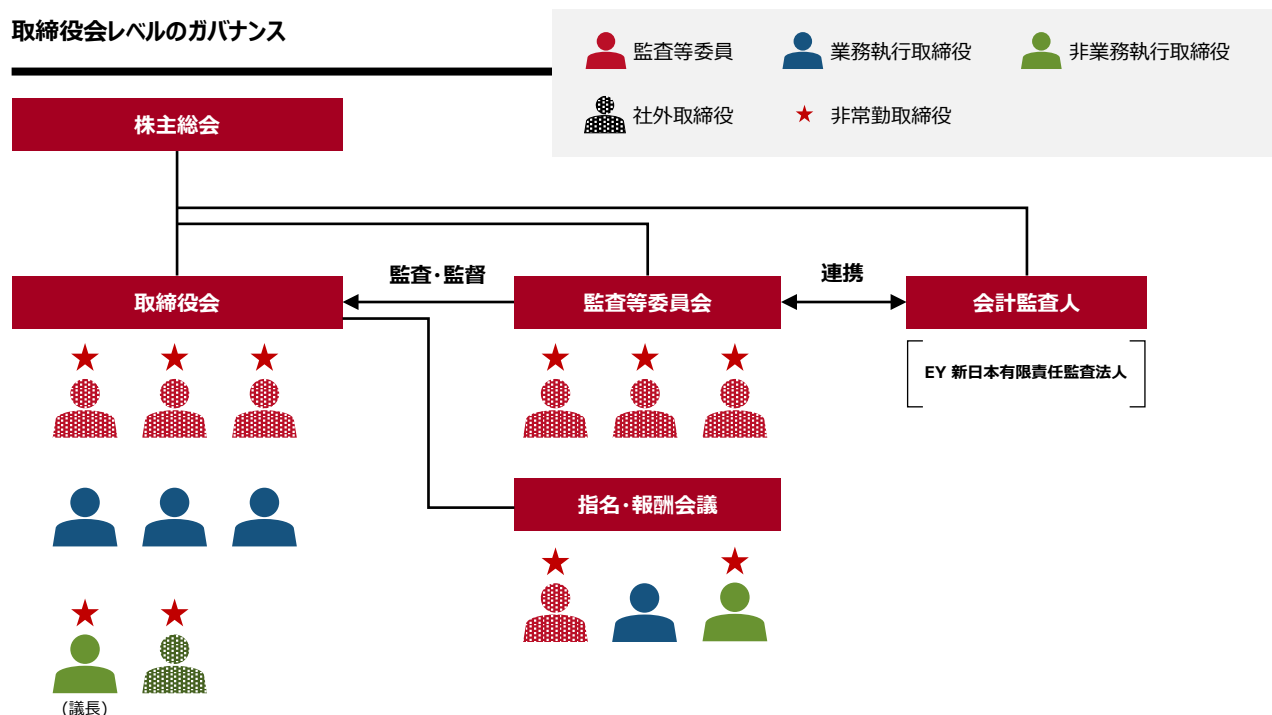 取締役会レベルのガバナンス
監査等委員
業務執行取締役
非業務執行取締役
社外取締役
★ 非常勤取締役
株主総会
監査・監督
連携
取締役会
監査等委員会
会計監査人
EY 新日本有限責任監査法人
指名・報酬会議
(議長)